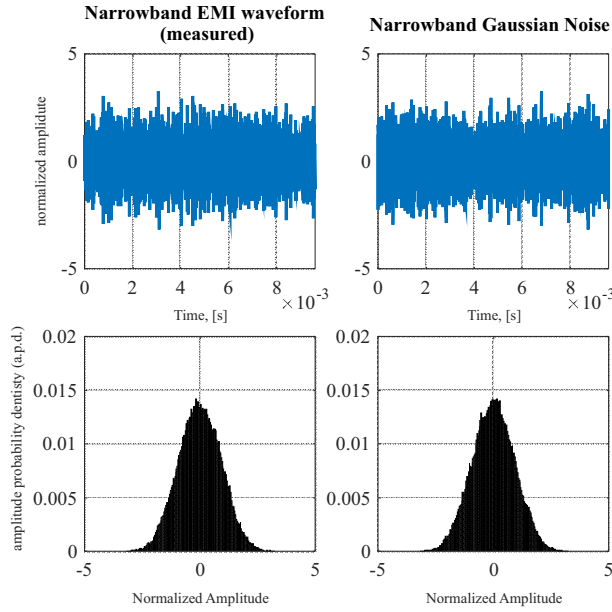 Narrowband EMI waveform
(measured)
Narrowband Gaussian Noise
normalized amplidute
5
0
-5
0 2 4 6 8
×10-3
Time, [s]
5
0
-5
0 2 4 6 8
×10-3
Time, [s]
amplitude probability dentisty (a.p.d.)
0.02
0.015
0.01
0.005
0
-5 0 5
Normalized Amplitude
0.02
0.015
0.01
0.005
0
-5 0 5
Normalized Amplitude